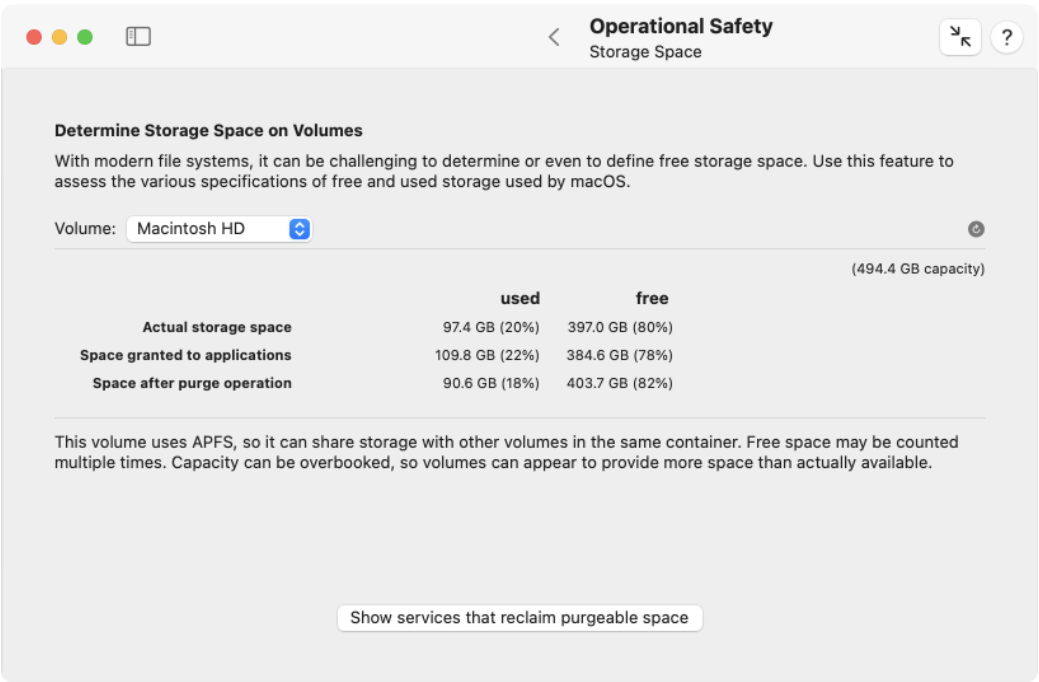 Operational Safety
Storage Space
?
Determine Storage Space on Volumes
With modern file systems, it can be challenging to determine or even to define free storage space. Use this feature to
assess the various specifications of free and used storage used by macOS.
Volume: Macintosh HD
(494.4 GB capacity)
used free
Actual storage space 97.4 GB (20%) 397.0 GB (80%)
Space granted to applications 109.8 GB (22%) 384.6 GB (78%)
Space after purge operation 90.6 GB (18%) 403.7 GB (82%)
This volume uses APFS, so it can share storage with other volumes in the same container. Free space may be counted
multiple times. Capacity can be overbooked, so volumes can appear to provide more space than actually available.
Show services that reclaim purgeable space